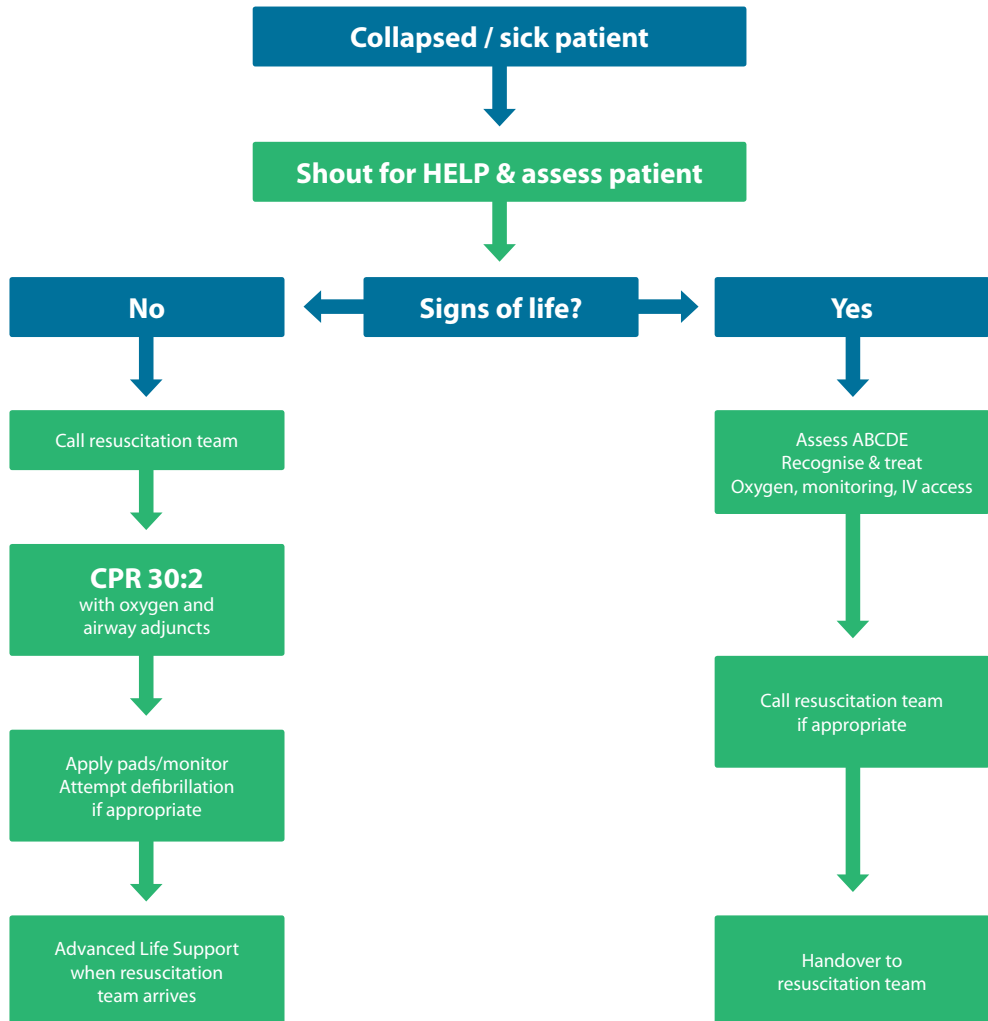 Collapsed / sick patient
Shout for HELP & assess patient
No
Signs of life?
Yes
Call resuscitation team
CPR 30:2
with oxygen and
airway adjuncts
Apply pads/monitor
Attempt defibrillation
if appropriate
Advanced Life Support
when resuscitation
team arrives
Assess ABCDE
Recognise & treat
Oxygen, monitoring, IV access
Call resuscitation team
if appropriate
Handover to
resuscitation team